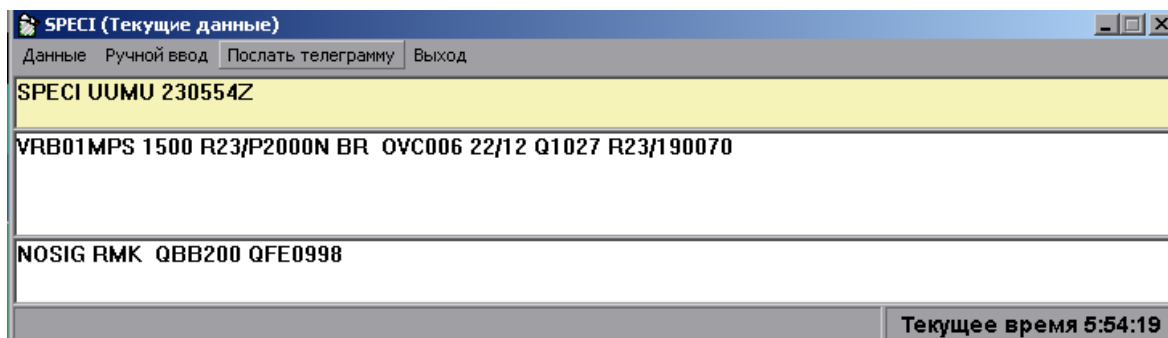 SPECI (Текущие данные)
Данные Ручной ввод Послать телеграмму Выход
SPECI UUMU 230554Z
VRB01MPS 1500 R23/P2000N BR  OVC006 22/12 Q1027 R23/190070
NOSIG RMK  QBB200 QFE0998
Текущее время 5:54:19